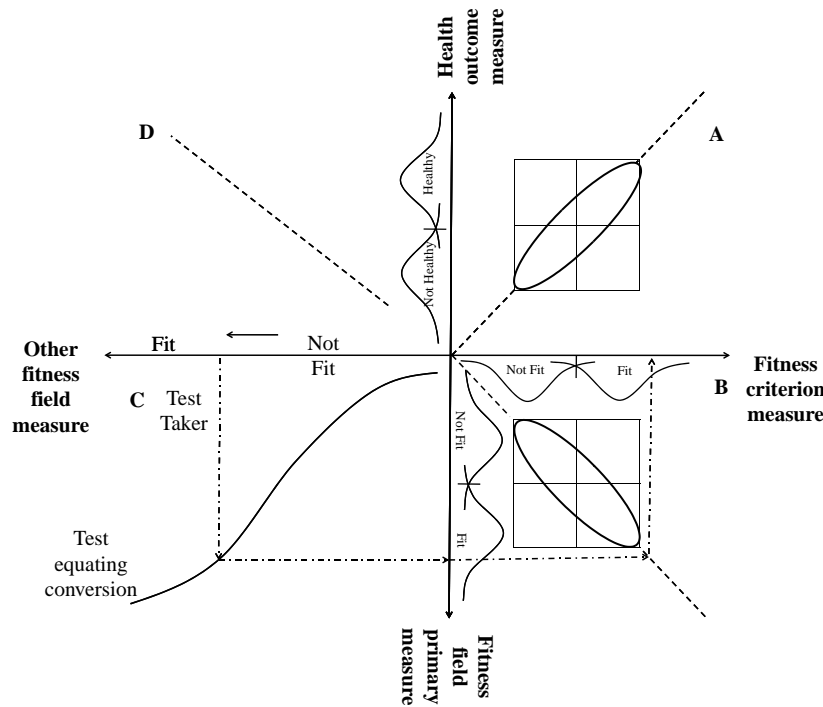 Health
outcome
measure
D
A
Healthy
Not Healthy
Fit
Not
Fit
Other
fitness
field
measure
Not Fit
Fit
B
Fitness
criterion
measure
C
Test
Taker
Not Fit
Fit
Test
equating
conversion
Fitness
field
primary
measure